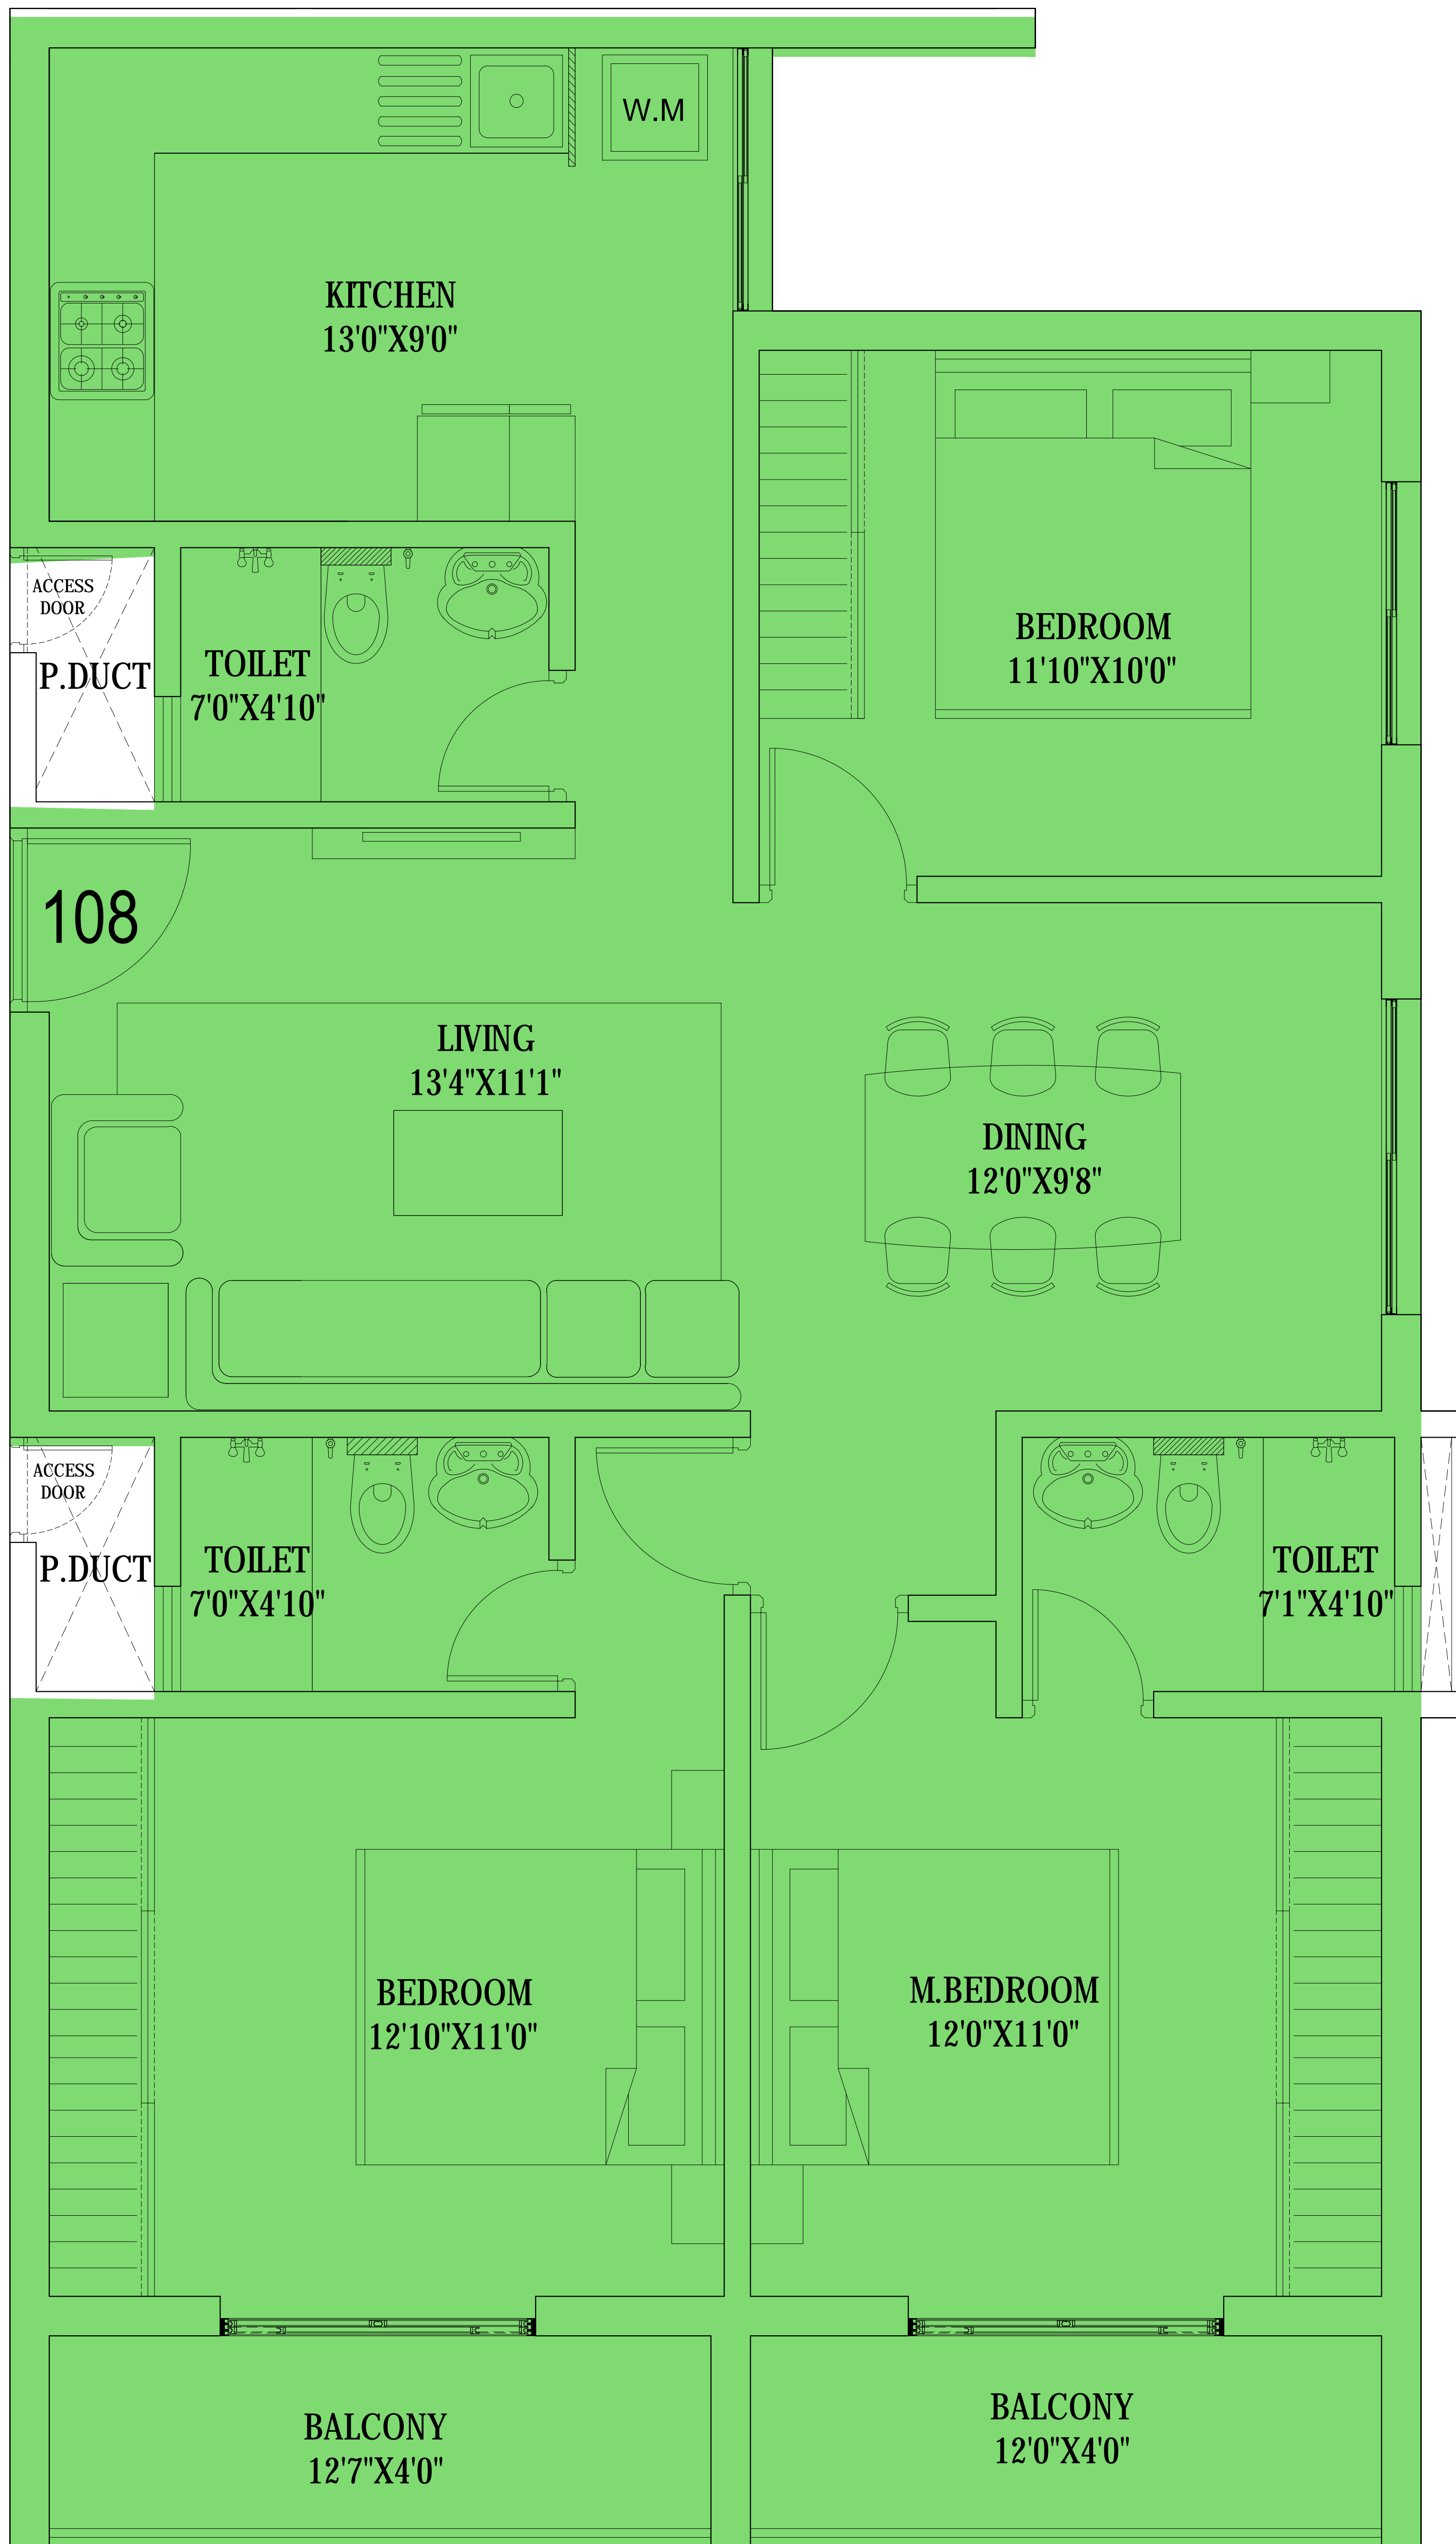 W.M
KITCHEN
13'0"X9'0"
ACCESS
DOOR
P.DUCT
TOILET
7'0"X4'10"
BEDROOM
11'10"X10'0"
108
LIVING
13'4"X11'1"
DINING
12'0"X9'8"
ACCESS
DOOR
P.DUCT
TOILET
7'0"X4'10"
TOILET
7'1"X4'10"
BEDROOM
12'10"X11'0"
M.BEDROOM
12'0"X11'0"
BALCONY
12'7"X4'0"
BALCONY
12'0"X4'0"